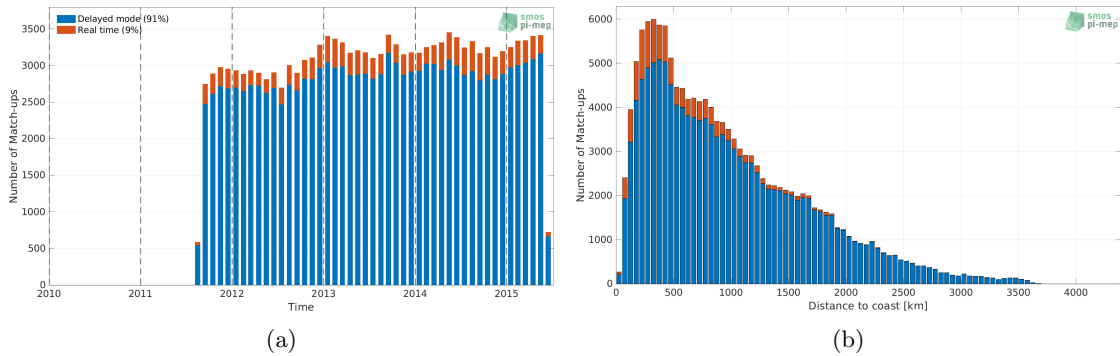 Delayed mode (91%)
Real time (9%)
smos
pi-mep
3500
3000
2500
2000
1500
1000
500
0
Number of Match-ups
2010 2011 2012 2013 2014 2015
Time
(a)
smos
pi-mep
6000
5000
4000
3000
2000
1000
0
Number of Match-ups
0 500 1000 1500 2000 2500 3000 3500 4000
Distance to coast [km]
(b)